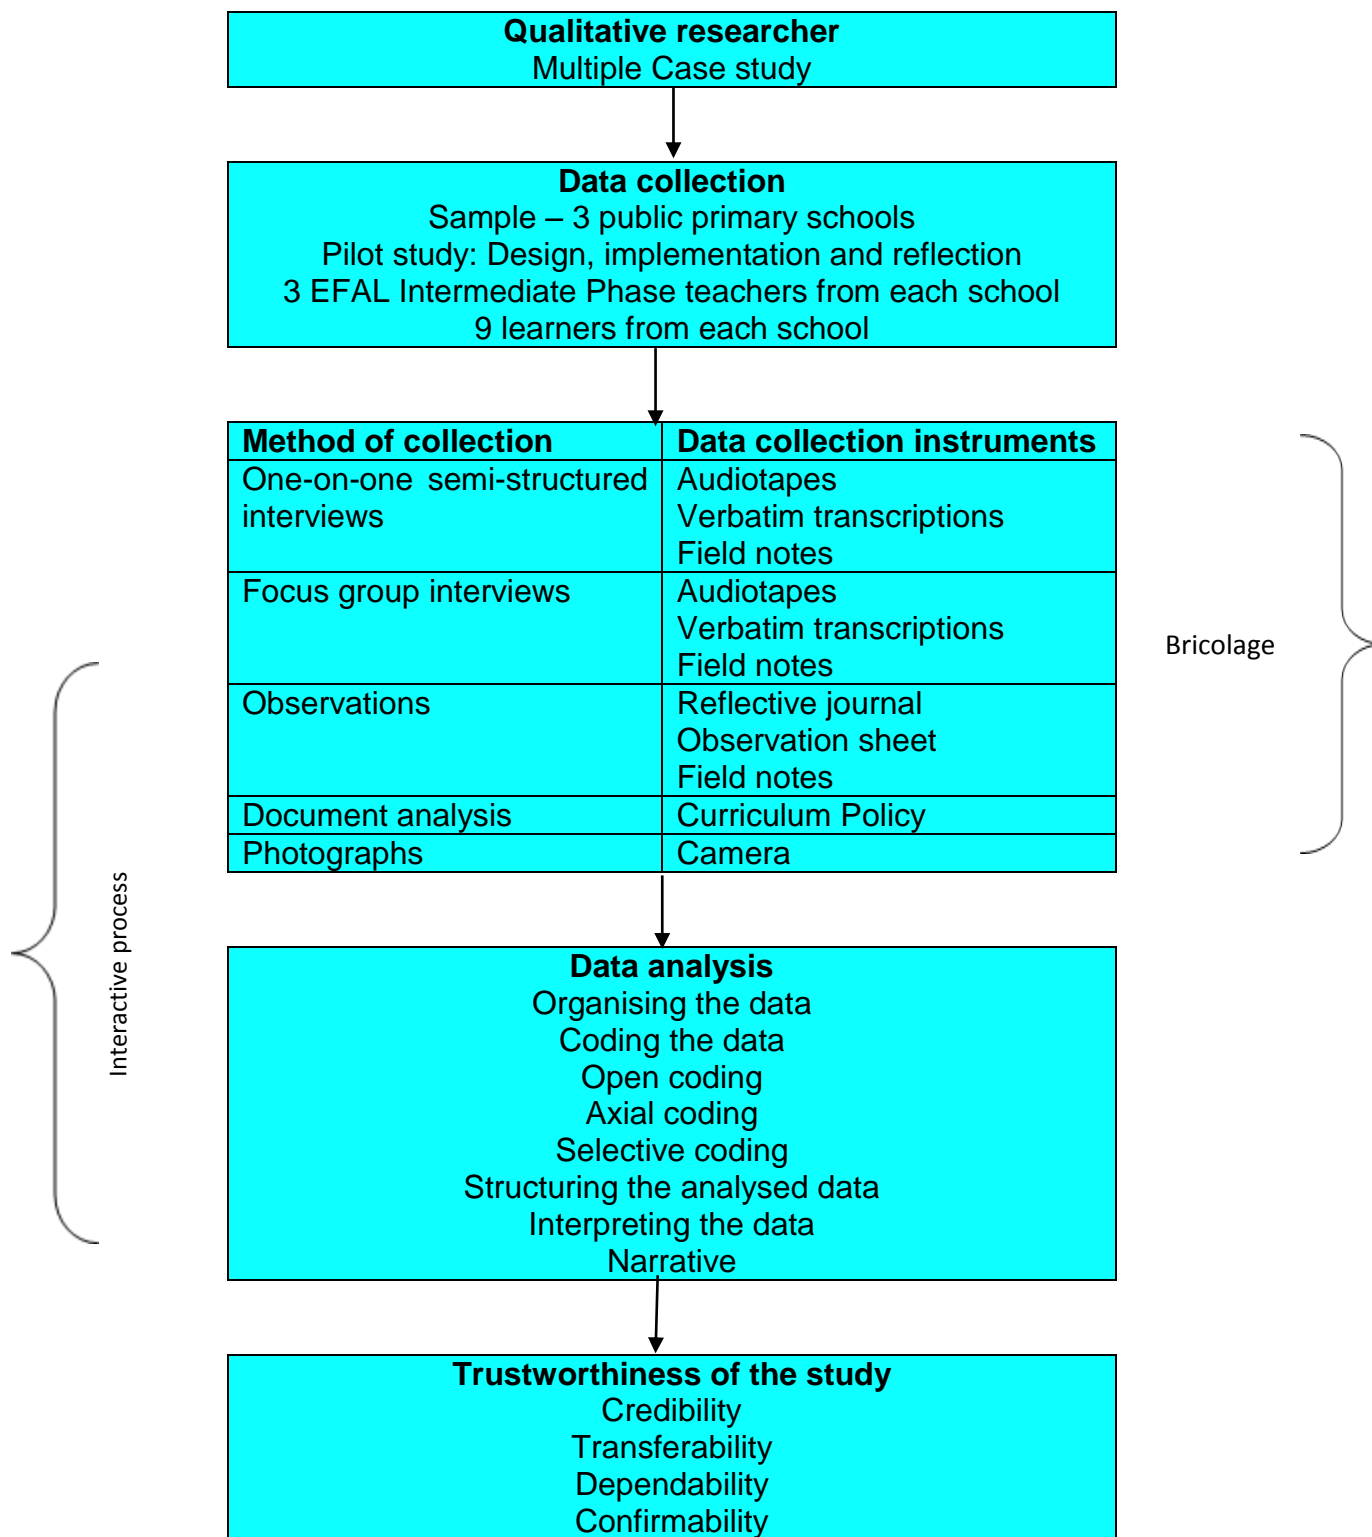 Qualitative researcher
Multiple Case study
Data collection
Sample – 3 public primary schools
Pilot study: Design, implementation and reflection
3 EFAL Intermediate Phase teachers from each school
9 learners from each school
Method of collection
Data collection instruments
One-on-one semi-structured
interviews
Audiotapes
Verbatim transcriptions
Field notes
Focus group interviews
Audiotapes
Verbatim transcriptions
Field notes
Observations
Reflective journal
Observation sheet
Field notes
Document analysis
Curriculum Policy
Photographs
Camera
Bricolage
Interactive process
Data analysis
Organising the data
Coding the data
Open coding
Axial coding
Selective coding
Structuring the analysed data
Interpreting the data
Narrative
Trustworthiness of the study
Credibility
Transferability
Dependability
Confirmability